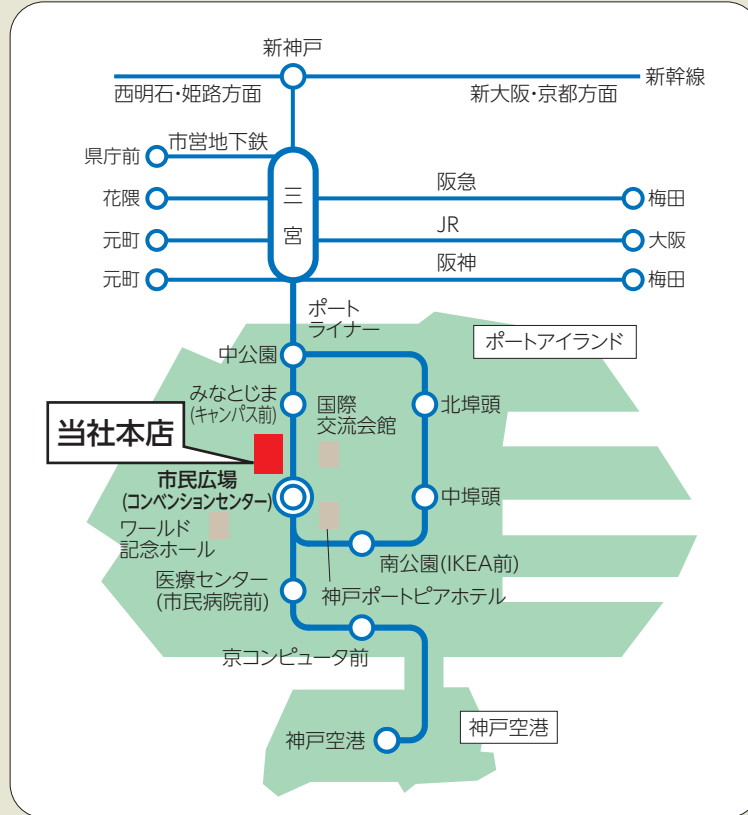 新神戸
新幹線
西明石・姫路方面
新大阪・京都方面
市営地下鉄
県庁前
阪急
花隈
三
宮
梅田
JR
元町
大阪
阪神
元町
梅田
ポート
ライナー
ポートアイランド
中公園
みなとじま
(キャンパス前)
国際
交流会館
北埠頭
当社本店
市民広場
(コンベンションセンター)
中埠頭
ワールド
記念ホール
南公園(IKEA前)
医療センター
(市民病院前)
神戸ポートピアホテル
京コンピュータ前
神戸空港
神戸空港